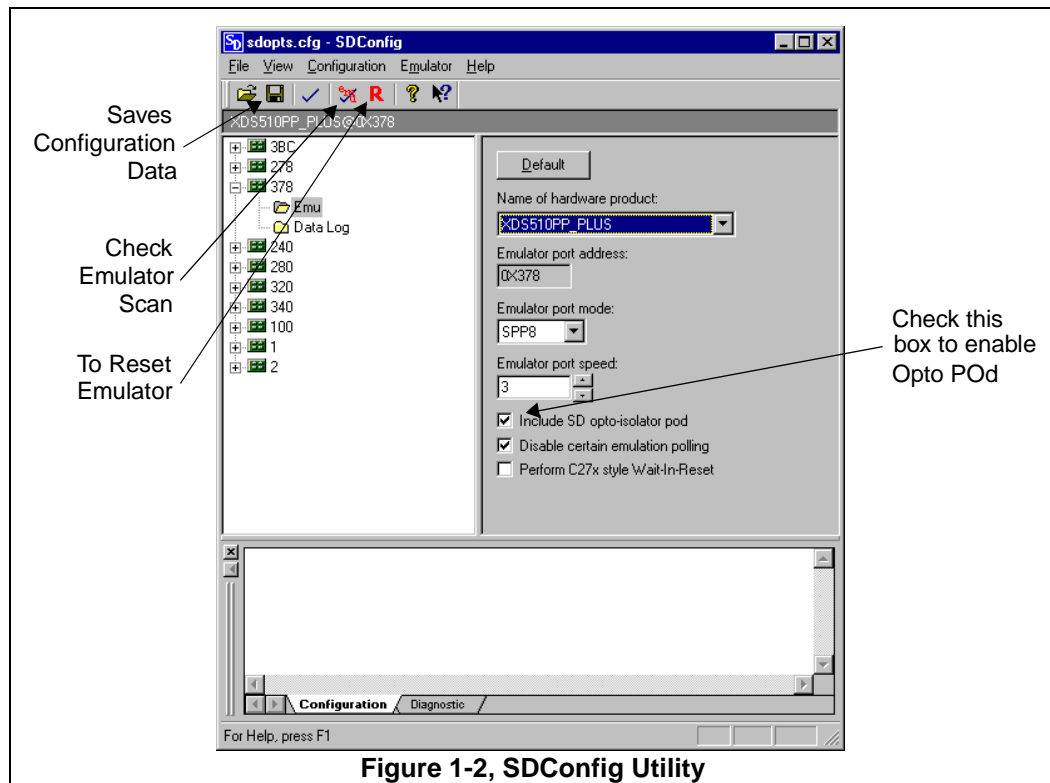 SD sdopts.cfg - SDConfig
File View Configuration Emulator Help
R ? ?
XDS510PP_PLUS@0X378
Saves
Configuration
Data
Check
Emulator
Scan
To Reset
Emulator
3BC
278
378
Emu
Data Log
240
280
320
340
100
1
2
Default
Name of hardware product:
XDS510PP_PLUS
Emulator port address:
0X378
Emulator port mode:
SPP8
Emulator port speed:
3
Include SD opto-isolator pod
Disable certain emulation polling
Perform C27x style Wait-In-Reset
Check this
box to enable
Opto POd
Configuration Diagnostic
For Help, press F1
Figure 1-2, SDConfig Utility